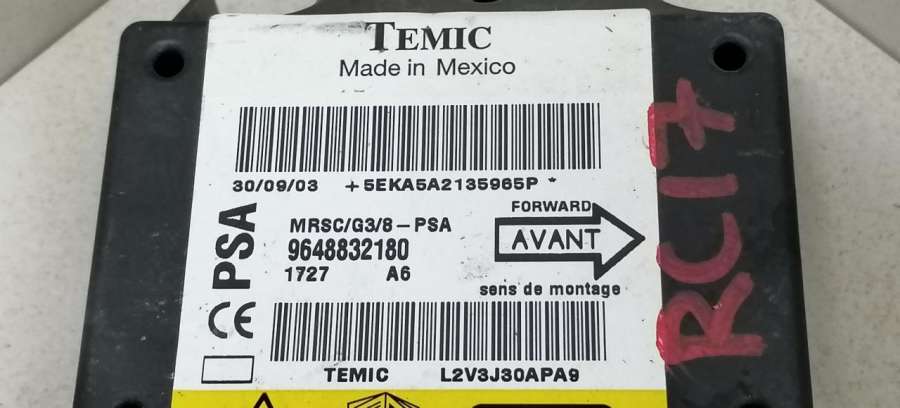 TEMIC
Made in Mexico
30/09/03 +5EKA5A2135965P *
PSA
MRSC/G3/8-PSA
9648832180
1727 A6
FORWARD
AVANT
sens de montage
CE
TEMIC L2V3J30APA9
RC17